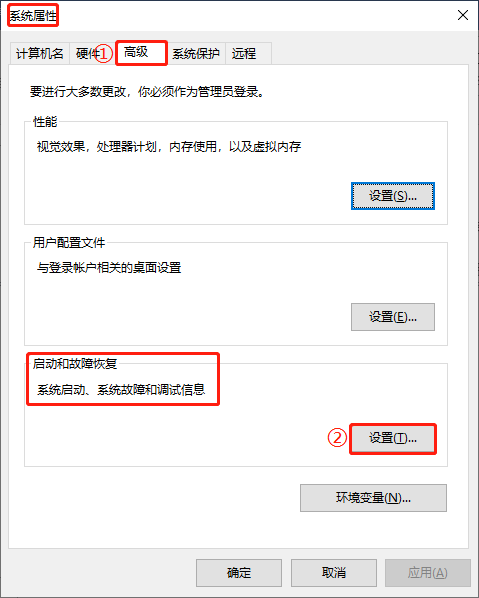 系统属性
计算机名 硬件 ① 高级 系统保护 远程
要进行大多数更改，你必须作为管理员登录。
性能
视觉效果，处理器计划，内存使用，以及虚拟内存
设置(S)...
用户配置文件
与登录帐户相关的桌面设置
设置(E)...
启动和故障恢复
系统启动、系统故障和调试信息
② 设置(T)...
环境变量(N)...
确定 取消 应用(A)